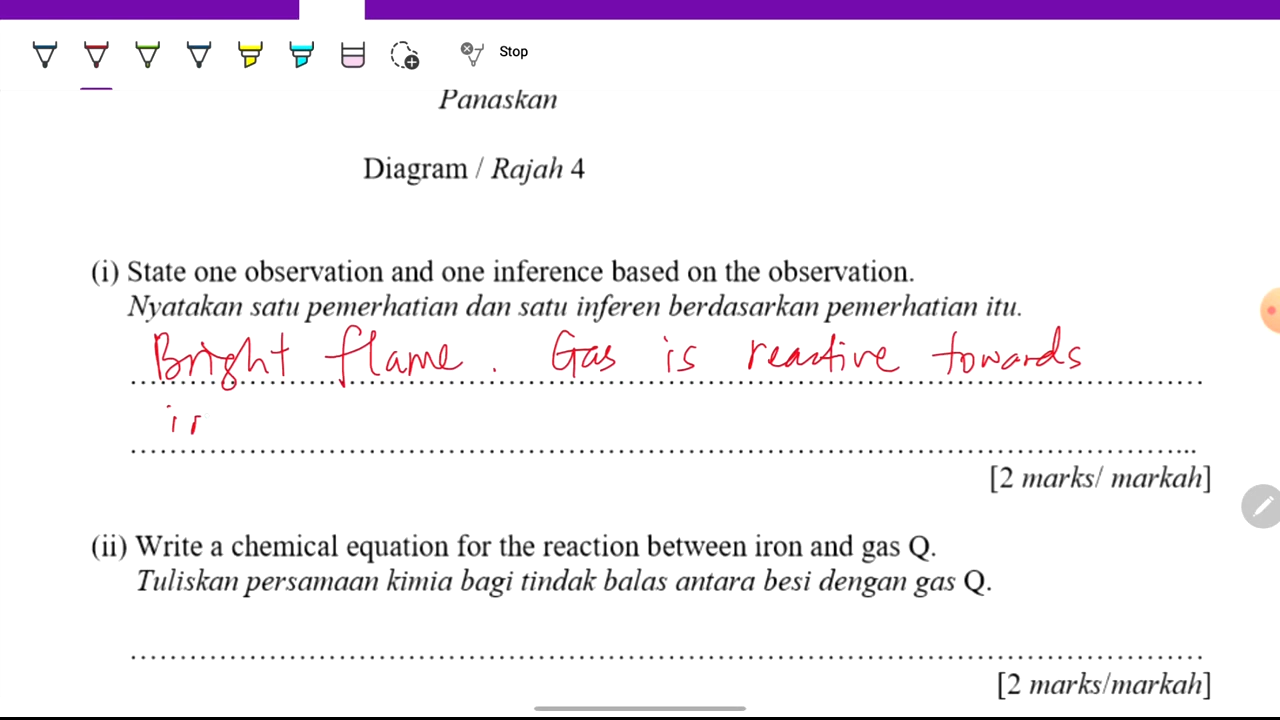 Stop
Panaskan
Diagram / Rajah 4
(i) State one observation and one inference based on the observation.
Nyatakan satu pemerhatian dan satu inferen berdasarkan pemerhatian itu.
Bright flame. Gas is reactive towards
ir
[2 marks/ markah]
(ii) Write a chemical equation for the reaction between iron and gas Q.
Tuliskan persamaan kimia bagi tindak balas antara besi dengan gas Q.
[2 marks/markah]